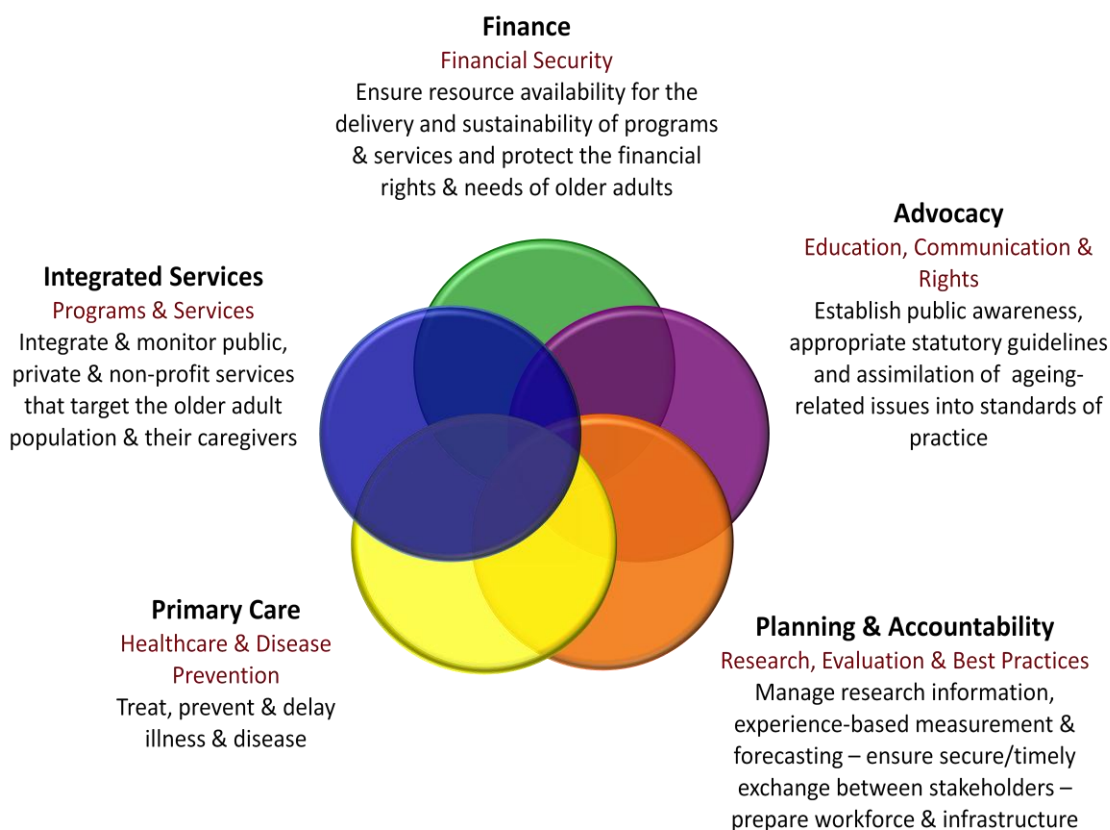 Finance
Financial Security
Ensure resource availability for the
delivery and sustainability of programs
& services and protect the financial
rights & needs of older adults
Advocacy
Education, Communication &
Rights
Establish public awareness,
appropriate statutory guidelines
and assimilation of ageing-
related issues into standards of
practice
Integrated Services
Programs & Services
Integrate & monitor public,
private & non-profit services
that target the older adult
population & their caregivers
Primary Care
Healthcare & Disease
Prevention
Treat, prevent & delay
illness & disease
Planning & Accountability
Research, Evaluation & Best Practices
Manage research information,
experience-based measurement &
forecasting – ensure secure/timely
exchange between stakeholders –
prepare workforce & infrastructure